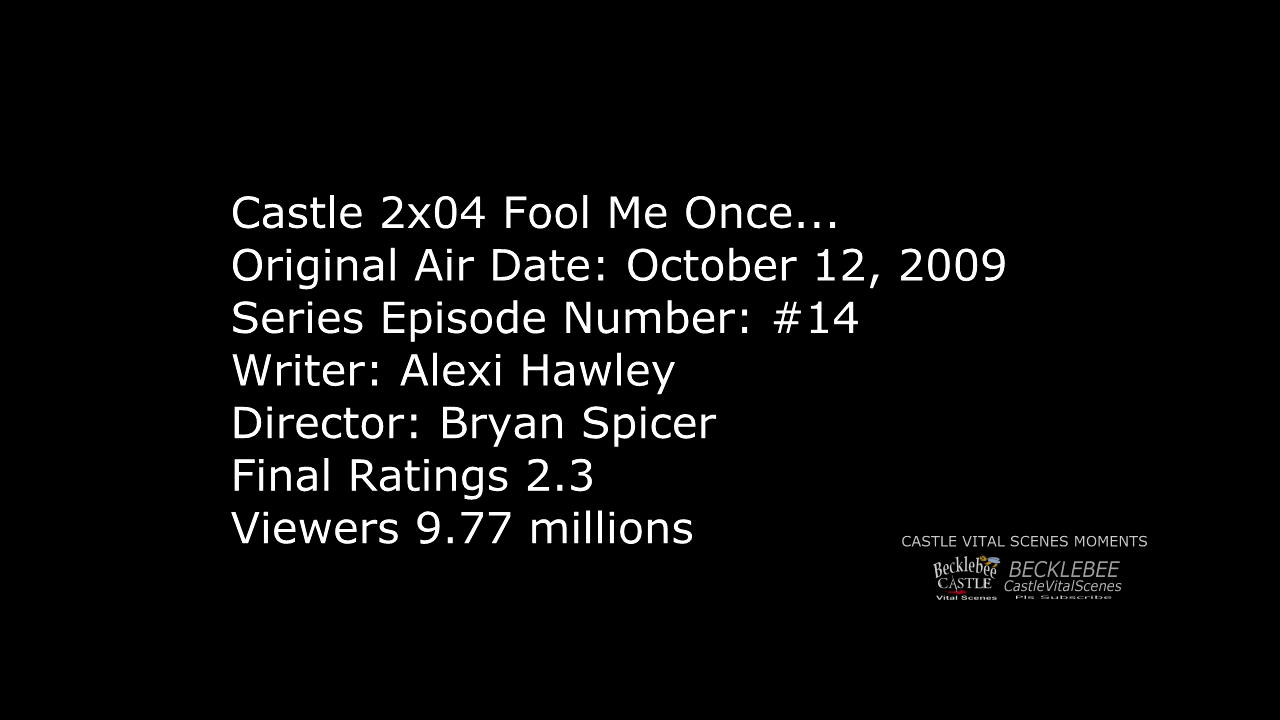 Castle 2x04 Fool Me Once...
Original Air Date: October 12, 2009
Series Episode Number: #14
Writer: Alexi Hawley
Director: Bryan Spicer
Final Ratings 2.3
Viewers 9.77 millions
CASTLE VITAL SCENES MOMENTS
Becklebee
CASTLE
Vital Scenes
BECKLEBEE
CastleVitalScenes
Pls Subscribe